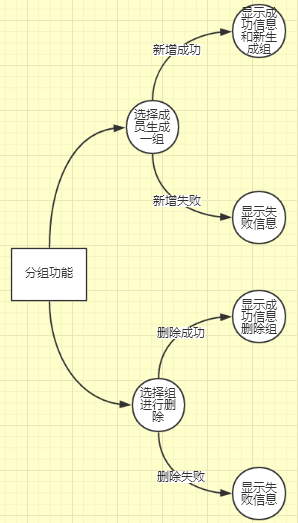 显示成
功信息
和新生
成组
新增成功
选择成
员生成
一组
新增失败
显示失
败信息
分组功能
显示成
功信息
删除组
删除成功
选择组
进行删
除
删除失败
显示失
败信息